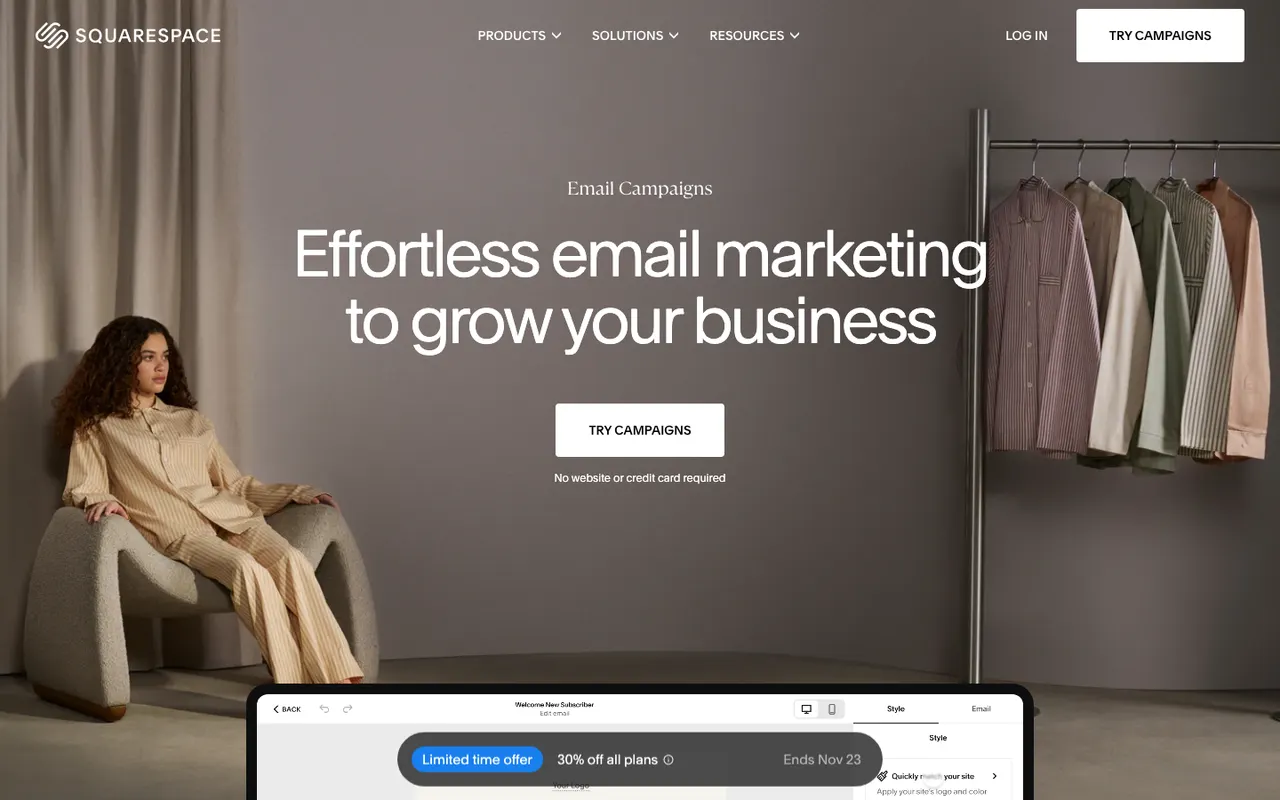 SQUARESPACE
PRODUCTS
SOLUTIONS
RESOURCES
LOG IN
TRY CAMPAIGNS
Email Campaigns
Effortless email marketing
to grow your business
TRY CAMPAIGNS
No website or credit card required
BACK
Welcome New Subscriber
Edit email
Style
Email
Style
Limited time offer
30% off all plans
Ends Nov 23
Your Logo
Quickly match your site
Apply your site's logo and color